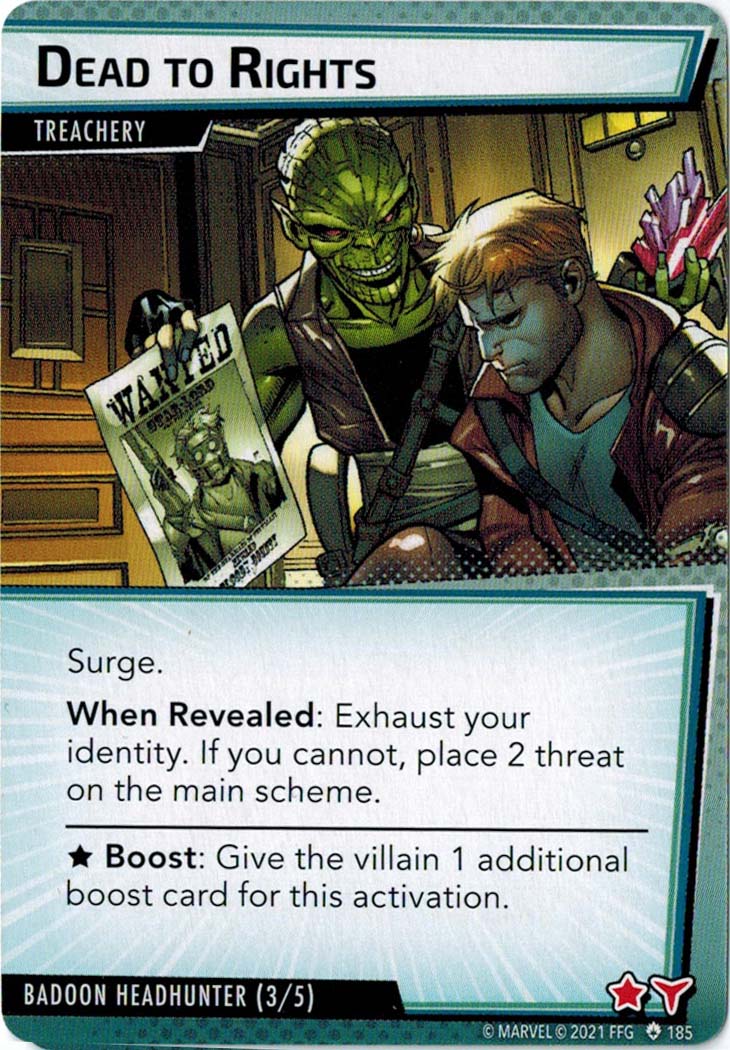 DEAD TO RIGHTS
TREACHERY
WANTED
STAR-LORD
Surge.
When Revealed: Exhaust your
identity. If you cannot, place 2 threat
on the main scheme.
★ Boost: Give the villain 1 additional
boost card for this activation.
BADOON HEADHUNTER (3/5)
© MARVEL © 2021 FFG 185